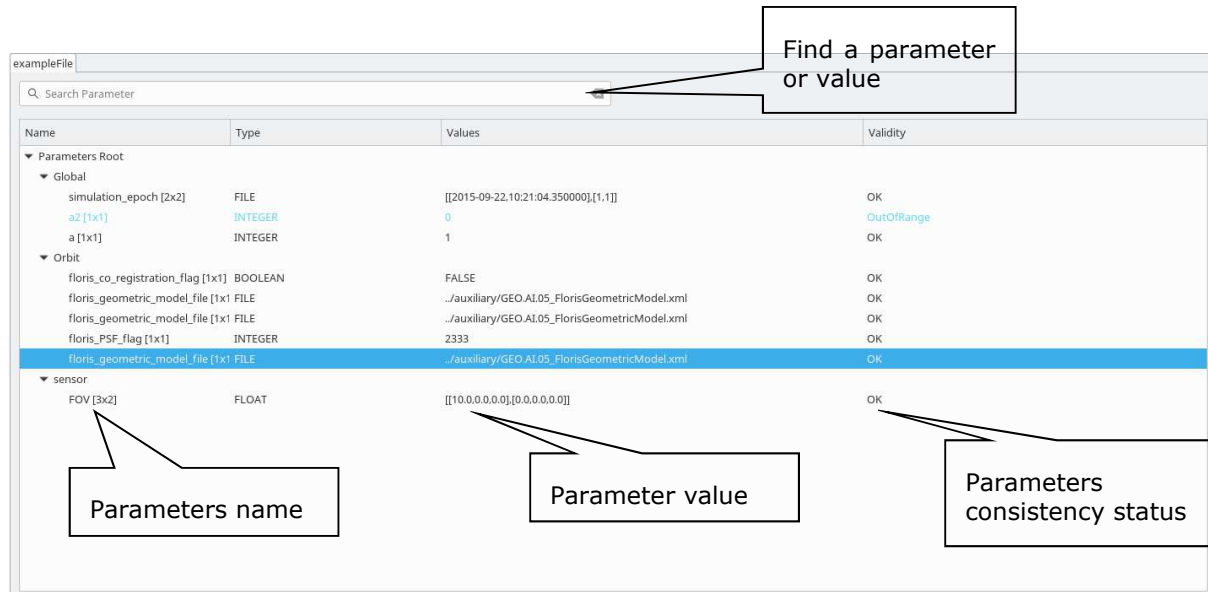 Find a parameter
or value
exampleFile
Search Parameter
Name Type Values Validity
Parameters Root
Global
simulation_epoch [2x2] FILE [[2015-09-22,10:21:04.350000],[1,1]] OK
a2 [1x1] INTEGER 0 OutOfRange
a [1x1] INTEGER 1 OK
Orbit
floris_co_registration_flag [1x1] BOOLEAN FALSE OK
floris_geometric_model_file [1x1 FILE ../auxiliary/GEO.AI.05_FlorisGeometricModel.xml OK
floris_geometric_model_file [1x1 FILE ../auxiliary/GEO.AI.05_FlorisGeometricModel.xml OK
floris_PSF_flag [1x1] INTEGER 2333 OK
floris_geometric_model_file [1x1 FILE ../auxiliary/GEO.AI.05_FlorisGeometricModel.xml OK
sensor
FOV [3x2] FLOAT [[10.0,0.0,0.0],[0.0,0.0,0.0]] OK
Parameters name
Parameter value
Parameters
consistency status